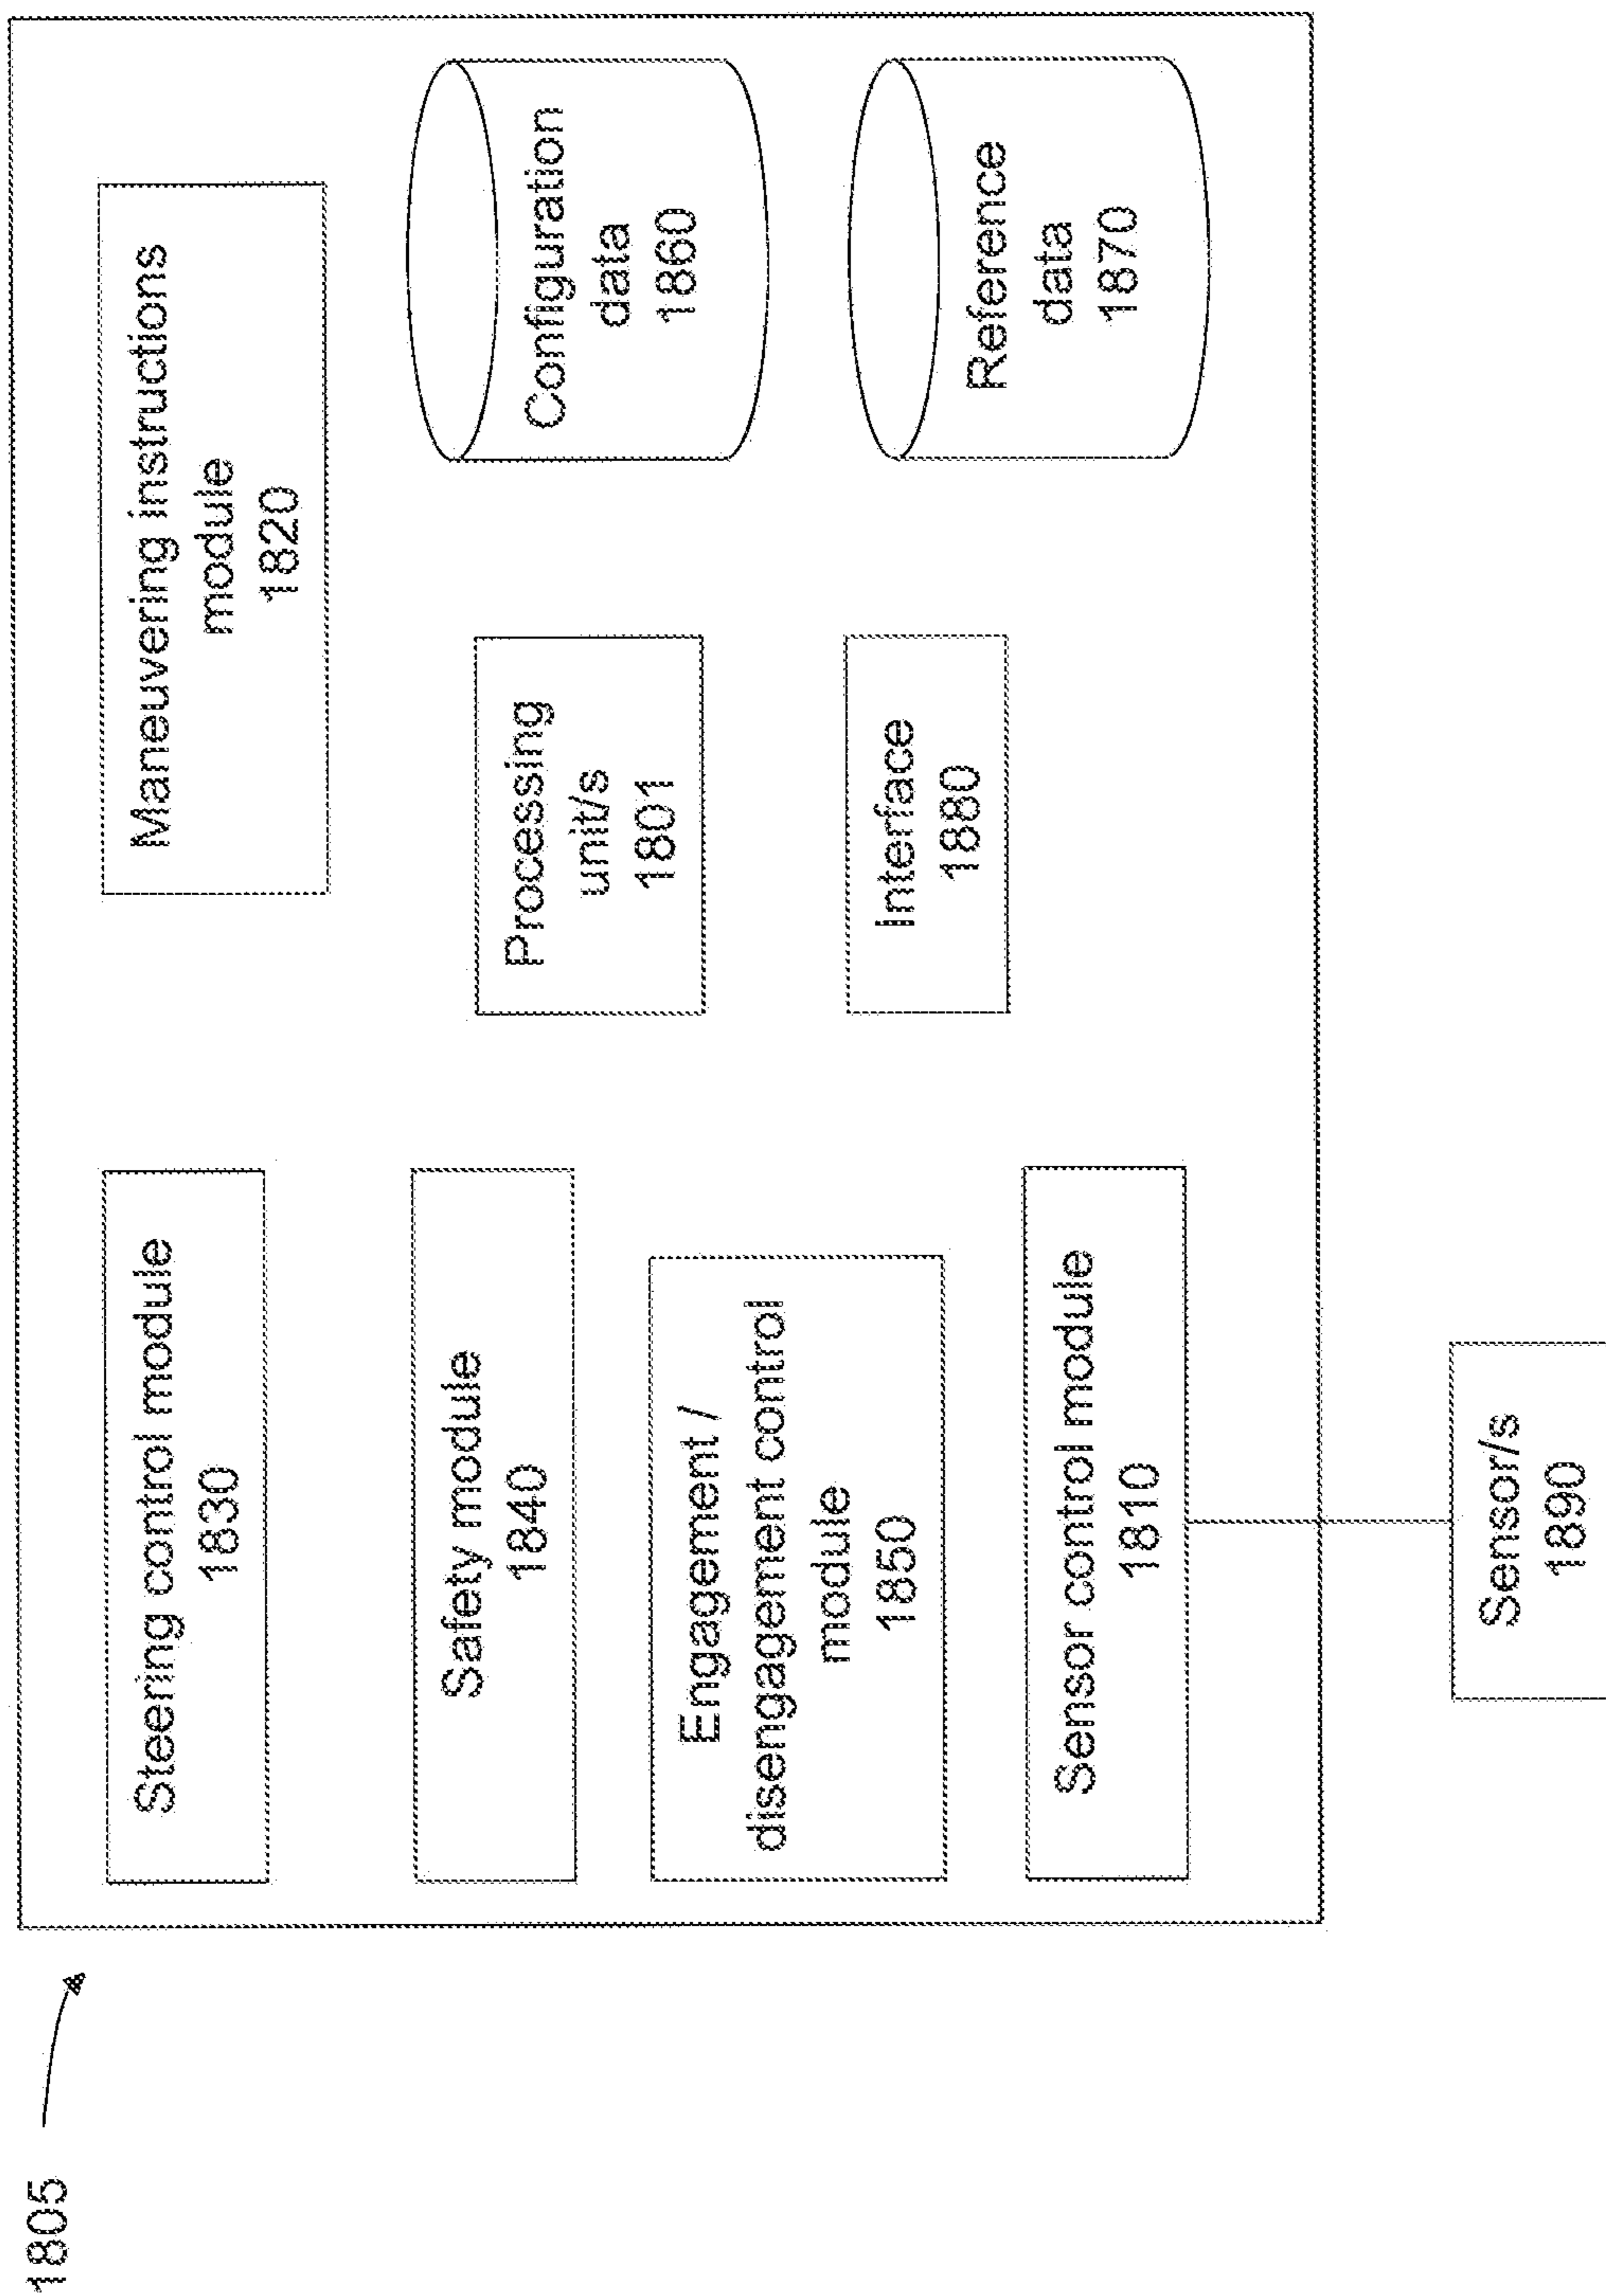 1805
Steering control module
1830
Maneuvering instructions
module
1820
Safety module
1840
Processing
unit/s
1801
Configuration
data
1860
Engagement /
disengagement control
module
1850
Interface
1880
Reference
data
1870
Sensor control module
1810
Sensor/s
1890